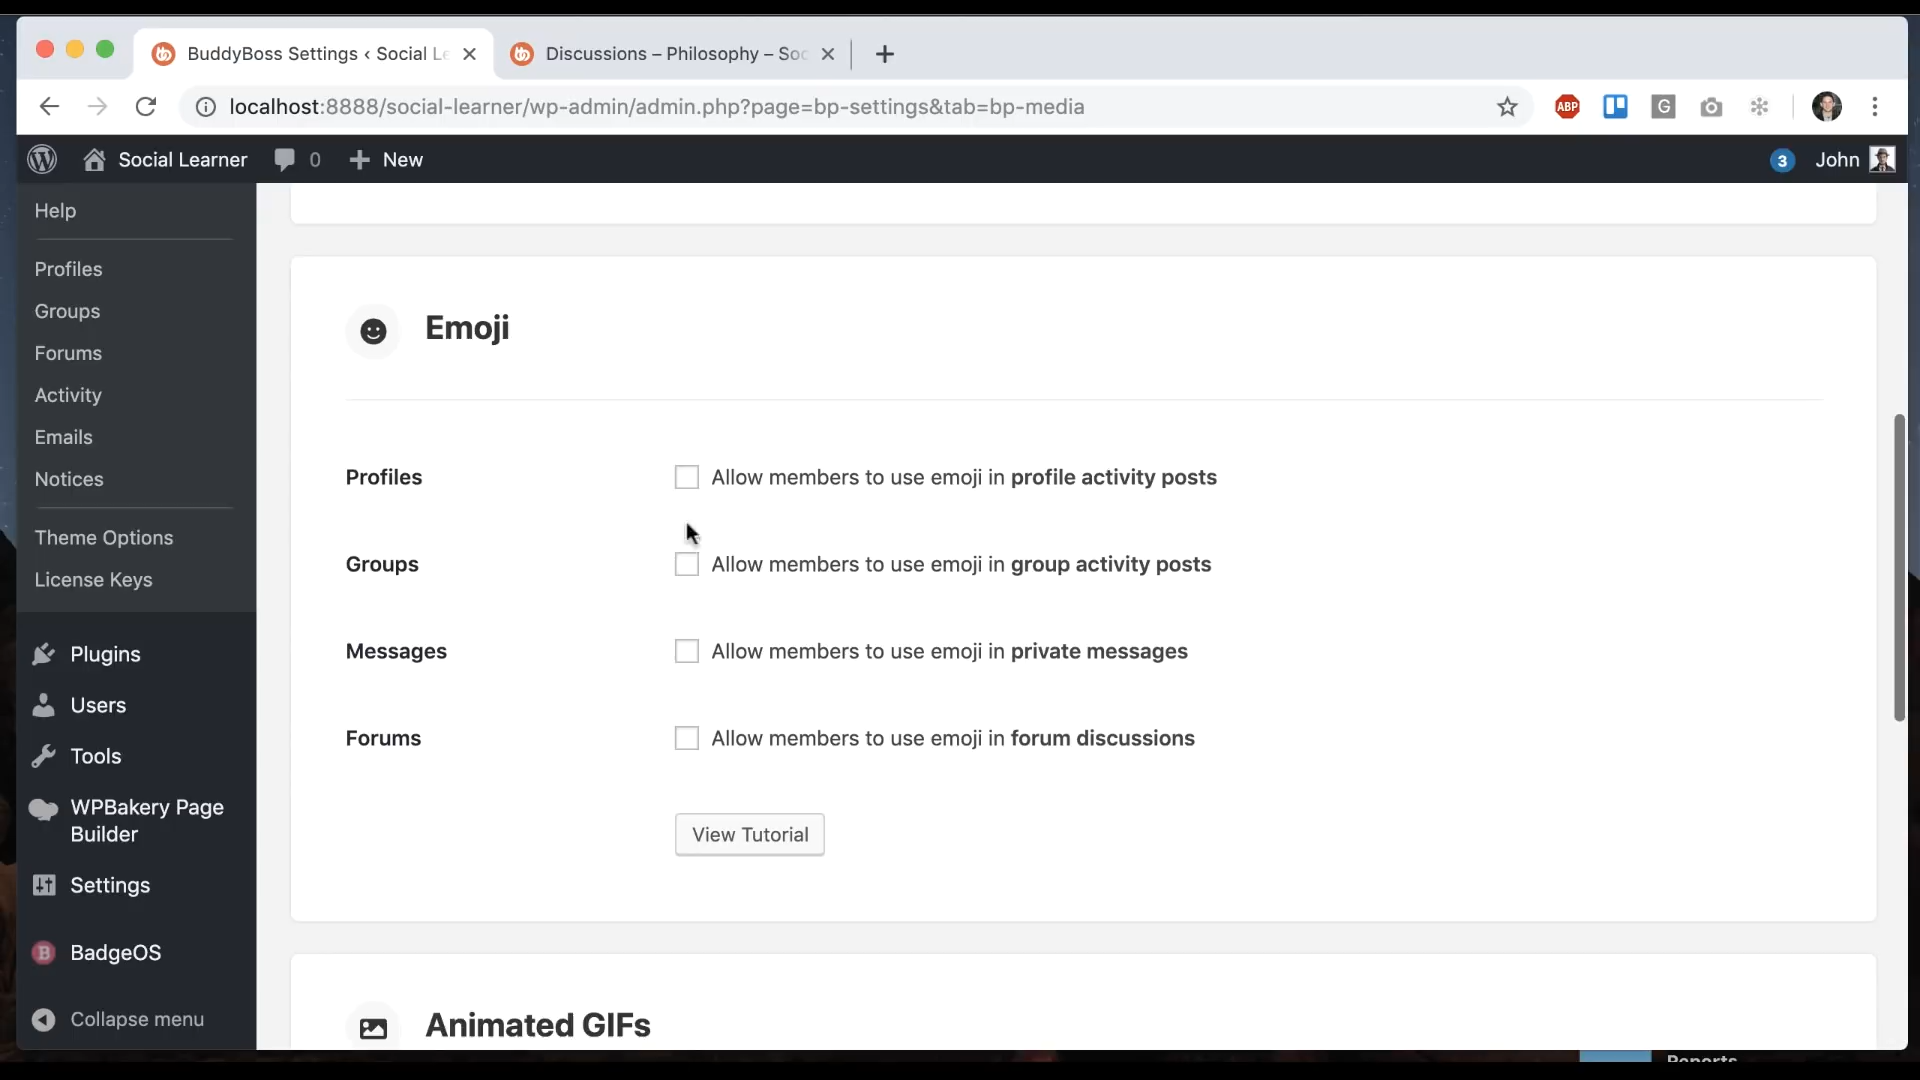 BuddyBoss Settings ‹ Social Le
Discussions – Philosophy – Soc
localhost:8888/social-learner/wp-admin/admin.php?page=bp-settings&tab=bp-media
ABP
G
Social Learner
0
New
3
John
Help
Profiles
Groups
Forums
Activity
Emails
Notices
Theme Options
License Keys
Plugins
Users
Tools
WPBakery Page
Builder
Settings
BadgeOS
Collapse menu
Emoji
Profiles
Allow members to use emoji in profile activity posts
Groups
Allow members to use emoji in group activity posts
Messages
Allow members to use emoji in private messages
Forums
Allow members to use emoji in forum discussions
View Tutorial
Animated GIFs
Reports